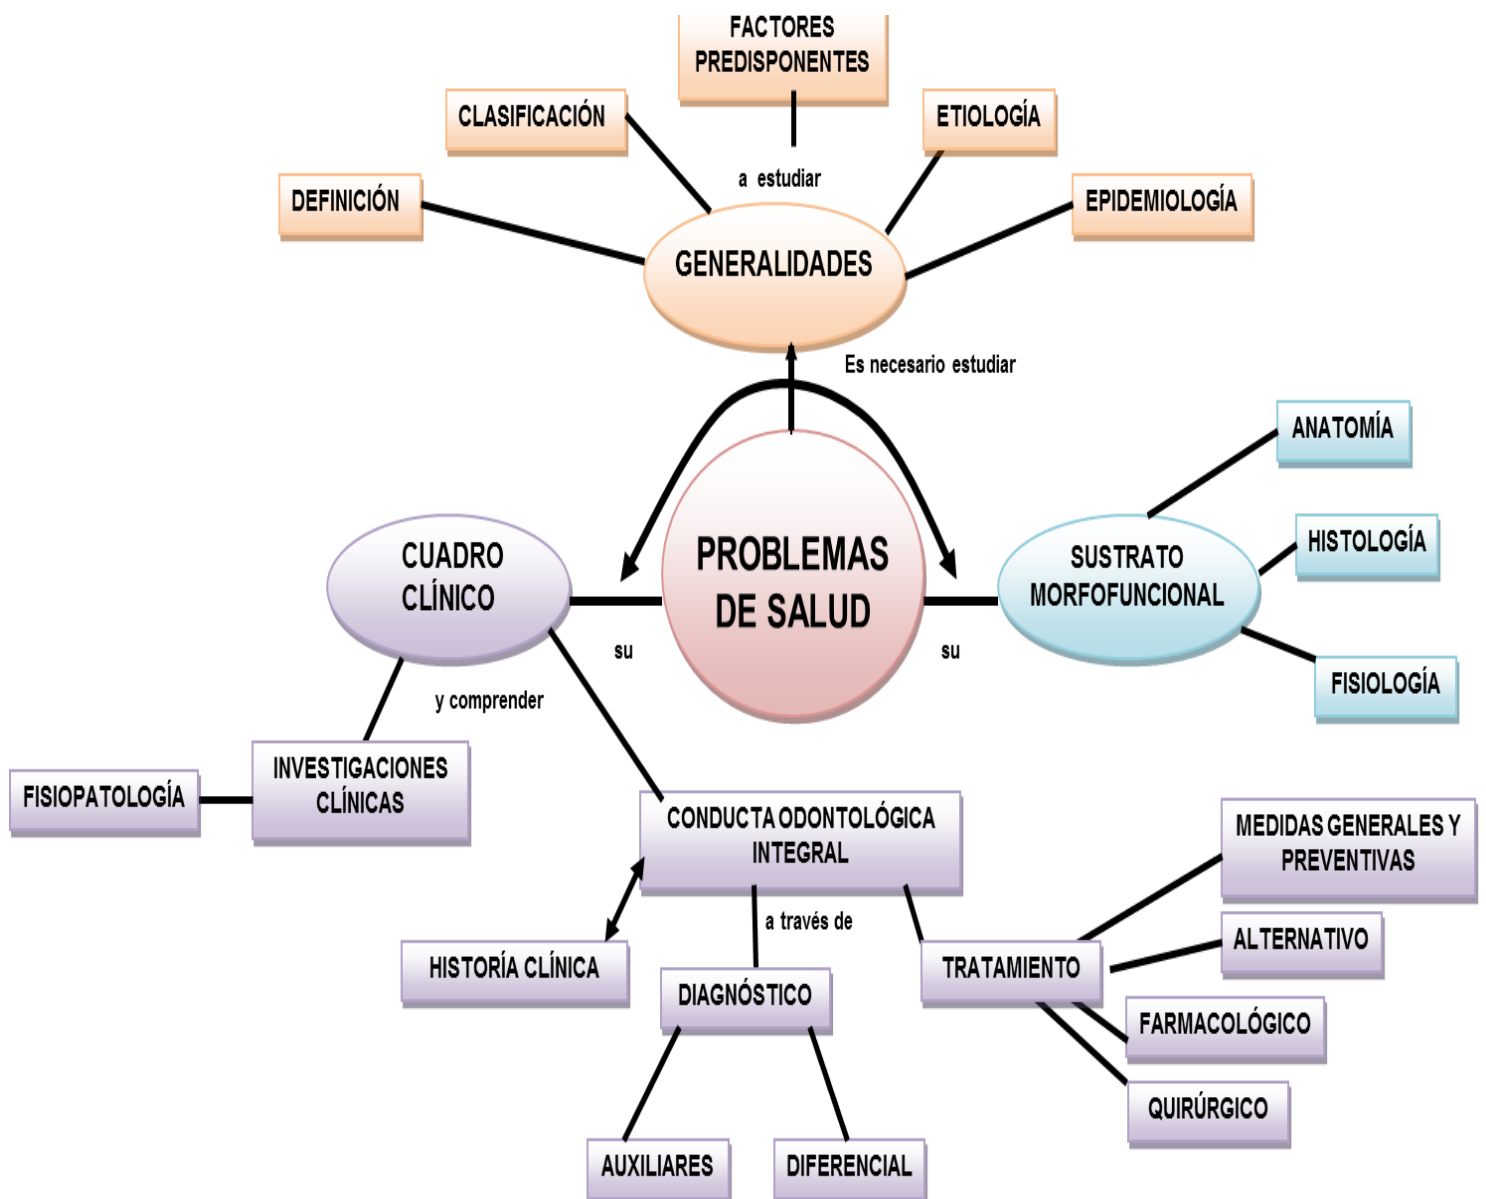 FACTORES
PREDISPONENTES
CLASIFICACIÓN
ETIOLOGÍA
a estudiar
DEFINICIÓN
EPIDEMIOLOGÍA
GENERALIDADES
Es necesario estudiar
ANATOMÍA
CUADRO
CLÍNICO
PROBLEMAS
DE SALUD
SUSTRATO
MORFOFUNCIONAL
HISTOLOGÍA
su
su
FISIOLOGÍA
y comprender
INVESTIGACIONES
CLÍNICAS
FISIOPATOLOGÍA
CONDUCTA ODONTOLÓGICA
INTEGRAL
MEDIDAS GENERALES Y
PREVENTIVAS
a través de
ALTERNATIVO
HISTORÍA CLÍNICA
DIAGNÓSTICO
TRATAMIENTO
FARMACOLÓGICO
QUIRÚRGICO
AUXILIARES
DIFERENCIAL